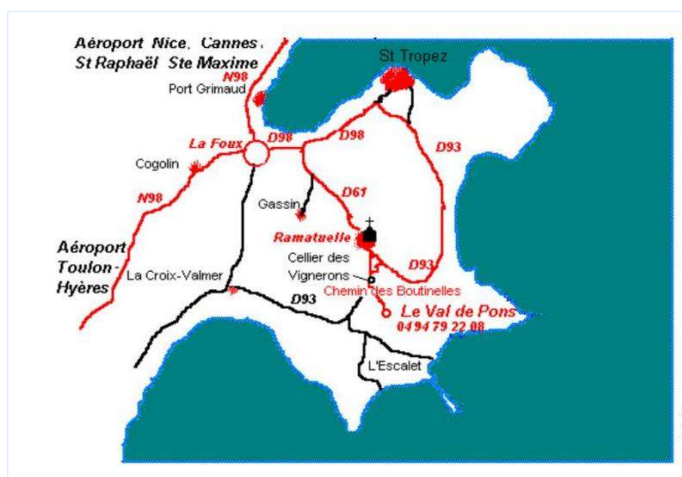 Aéroport Nice, Cannes,
St Raphaël Ste Maxime
St Tropez
N98
Port Grimaud
La Foux
D98
D98
D93
Cogolin
N98
D61
Gassin
Ramatuelle
Aéroport
Toulon-
Hyères
Cellier des
Vignerons
D93
La Croix-Valmer
Chemin des Boutinelles
D93
Le Val de Pons
04 94 79 22 08
L'Escalet